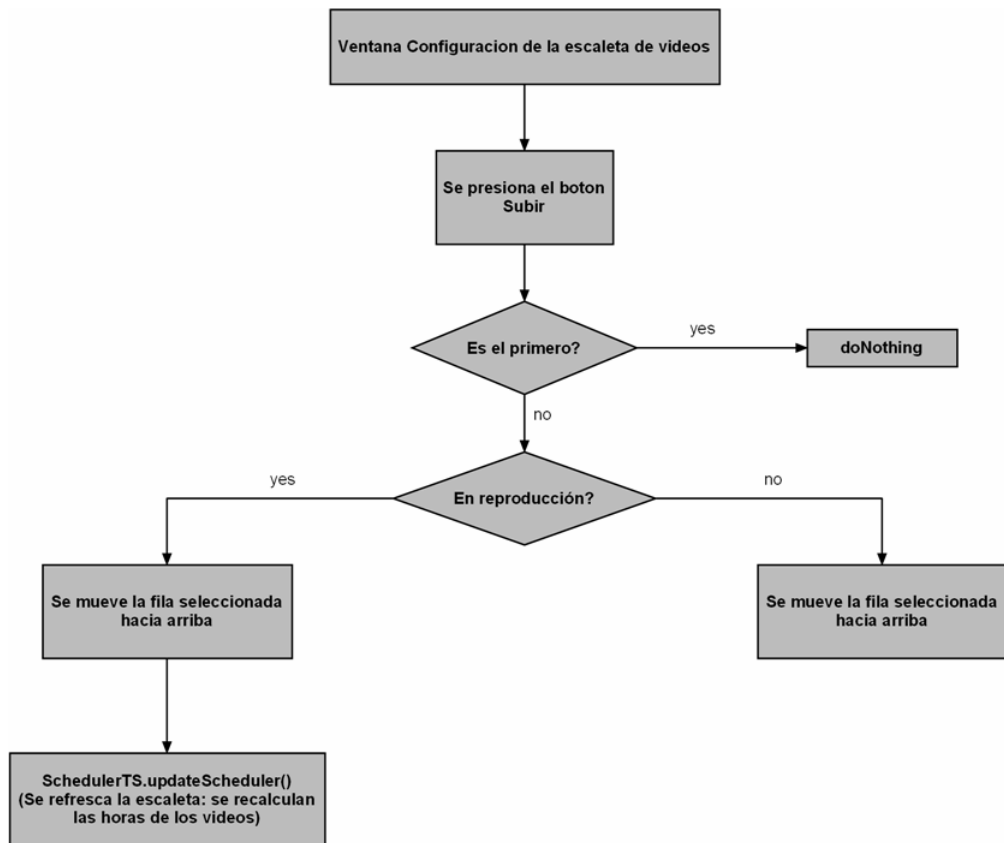 Ventana Configuracion de la escaleta de videos
Se presiona el boton
Subir
Es el primero?
yes
doNothing
no
yes
En reproducción?
no
Se mueve la fila seleccionada
hacia arriba
Se mueve la fila seleccionada
hacia arriba
SchedulerTS.updateScheduler()
(Se refresca la escaleta: se recalculan
las horas de los videos)